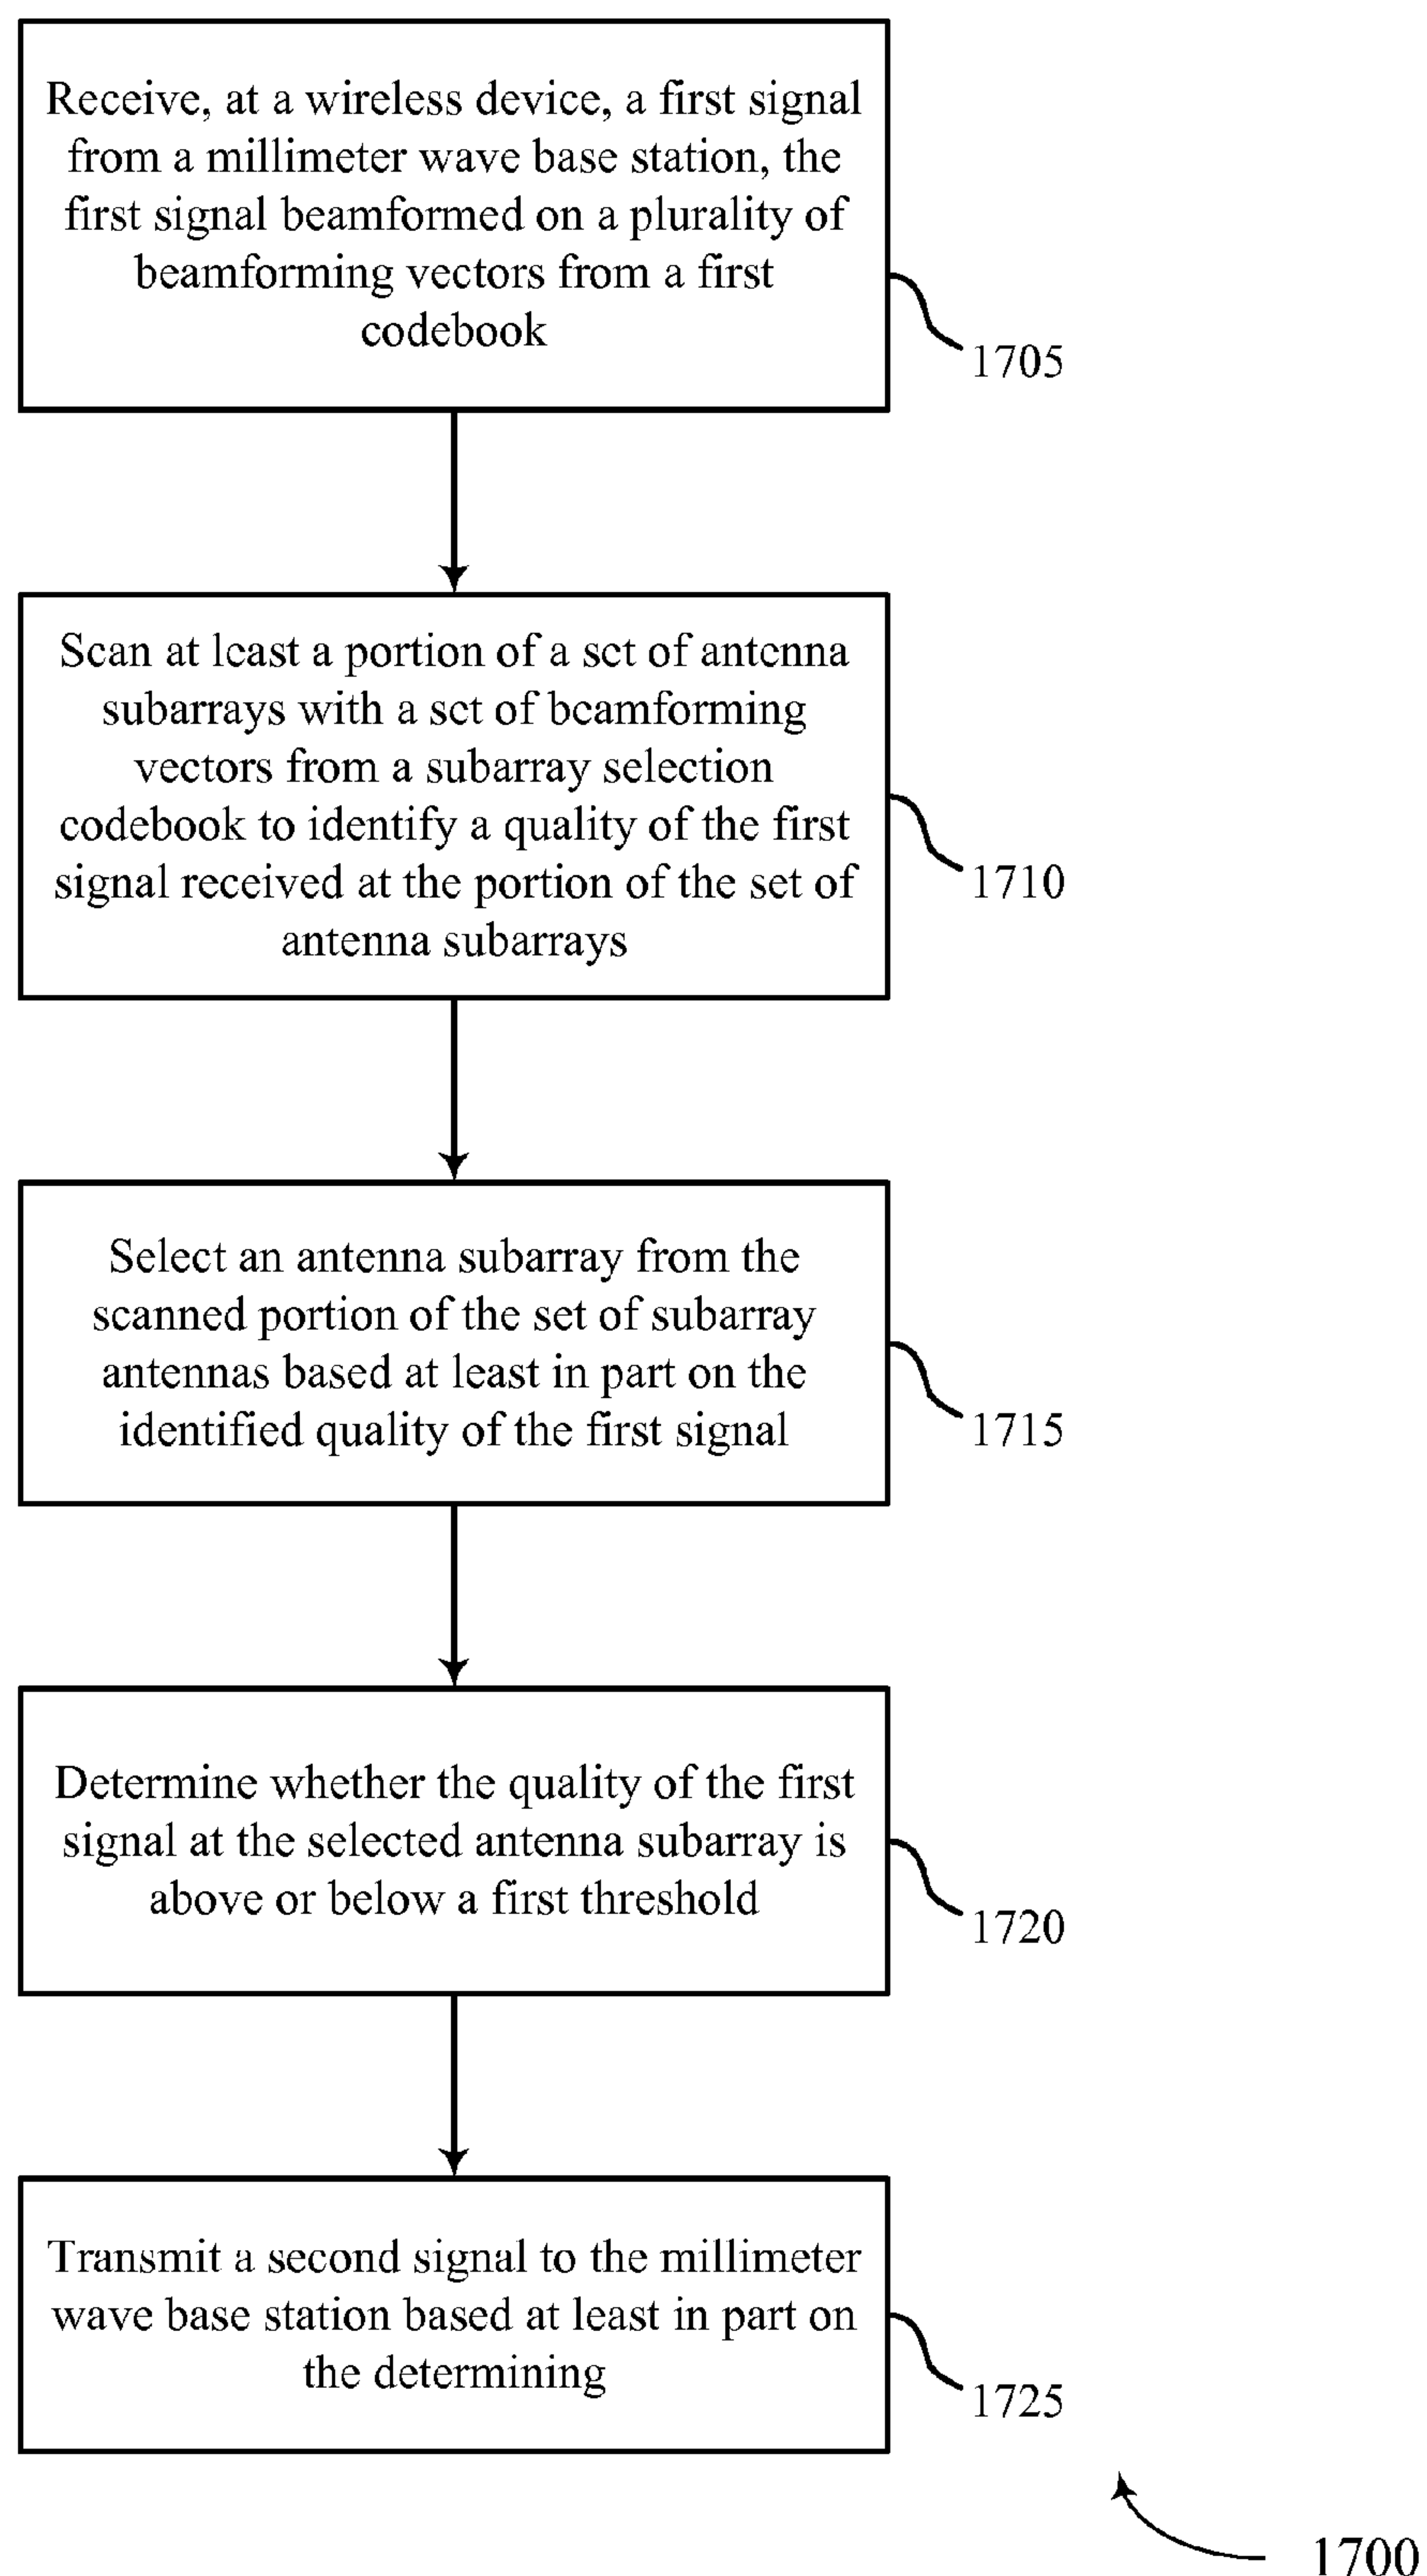 Receive, at a wireless device, a first signal
from a millimeter wave base station, the
first signal beamformed on a plurality of
beamforming vectors from a first
codebook
1705
Scan at least a portion of a set of antenna
subarrays with a set of beamforming
vectors from a subarray selection
codebook to identify a quality of the first
signal received at the portion of the set of
antenna subarrays
1710
Select an antenna subarray from the
scanned portion of the set of subarray
antennas based at least in part on the
identified quality of the first signal
1715
Determine whether the quality of the first
signal at the selected antenna subarray is
above or below a first threshold
1720
Transmit a second signal to the millimeter
wave base station based at least in part on
the determining
1725
1700